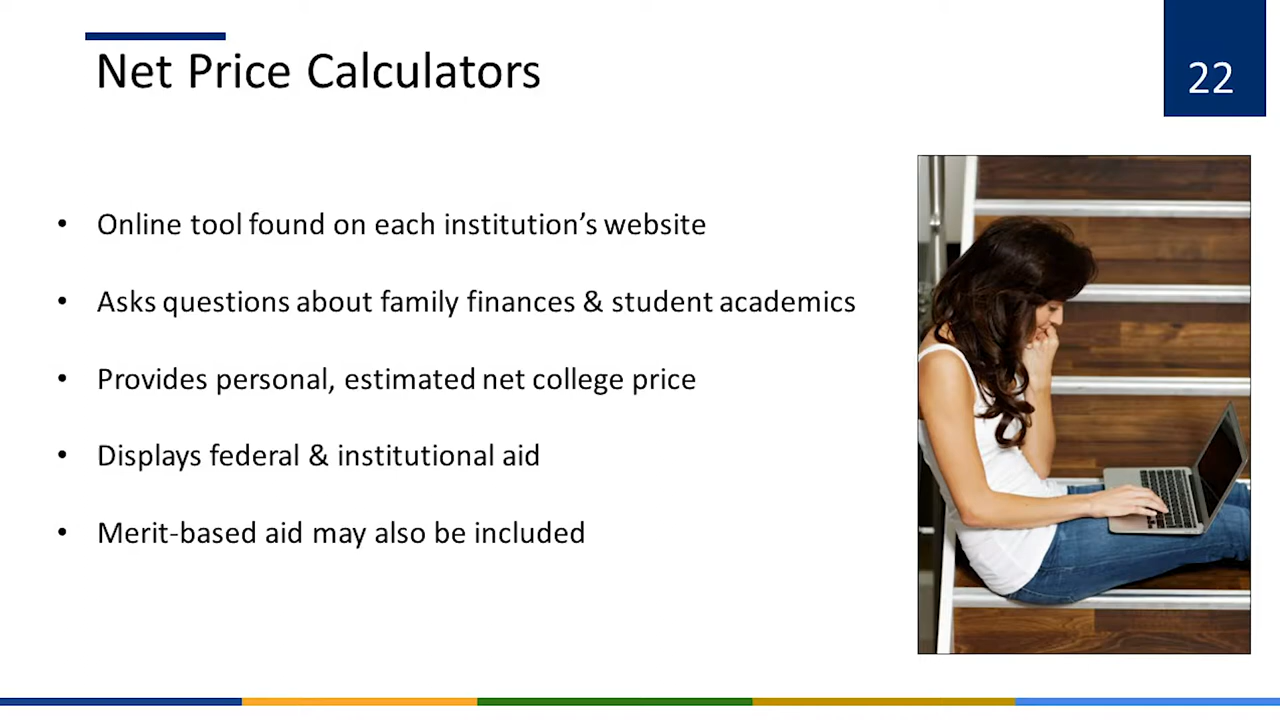 Net Price Calculators
22
• Online tool found on each institution’s website
• Asks questions about family finances & student academics
• Provides personal, estimated net college price
• Displays federal & institutional aid
• Merit-based aid may also be included